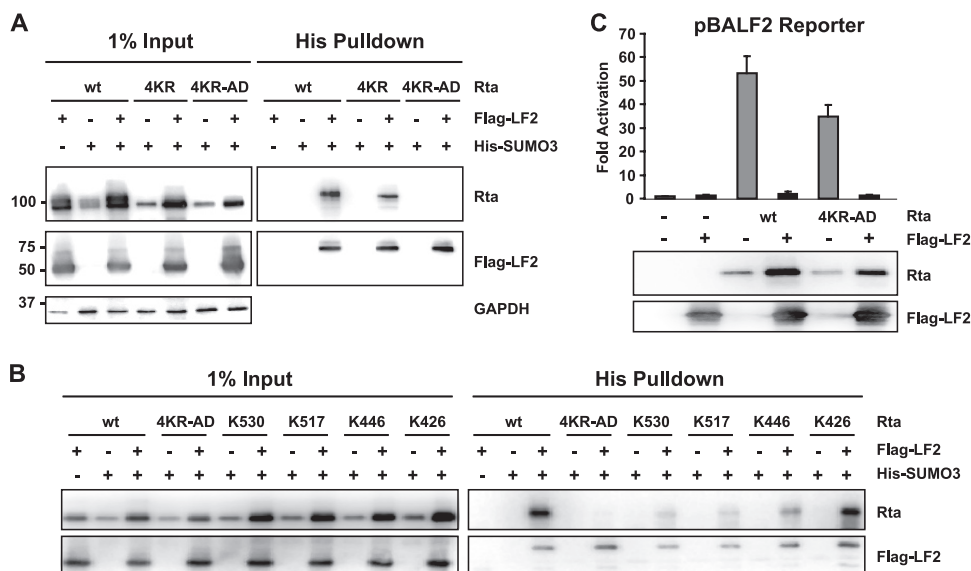 A
1% Input
His Pulldown
wt 4KR 4KR-AD wt 4KR 4KR-AD Rta
+ - + - + - + + - + - + - + Flag-LF2
- + + + + + + - + + + + + + His-SUMO3
100
Rta
75
50
Flag-LF2
37
GAPDH
C
pBALF2 Reporter
Fold Activation
70
60
50
40
30
20
10
0
- - wt 4KR-AD Rta
- + - + - + Flag-LF2
Rta
Flag-LF2
B
1% Input
His Pulldown
wt 4KR-AD K530 K517 K446 K426 wt 4KR-AD K530 K517 K446 K426 Rta
+ - + - + - + - + - + - + + - + - + - + - + - + - + Flag-LF2
- + + + + + + + + + + + + - + + + + + + + + + + + + His-SUMO3
Rta
Flag-LF2